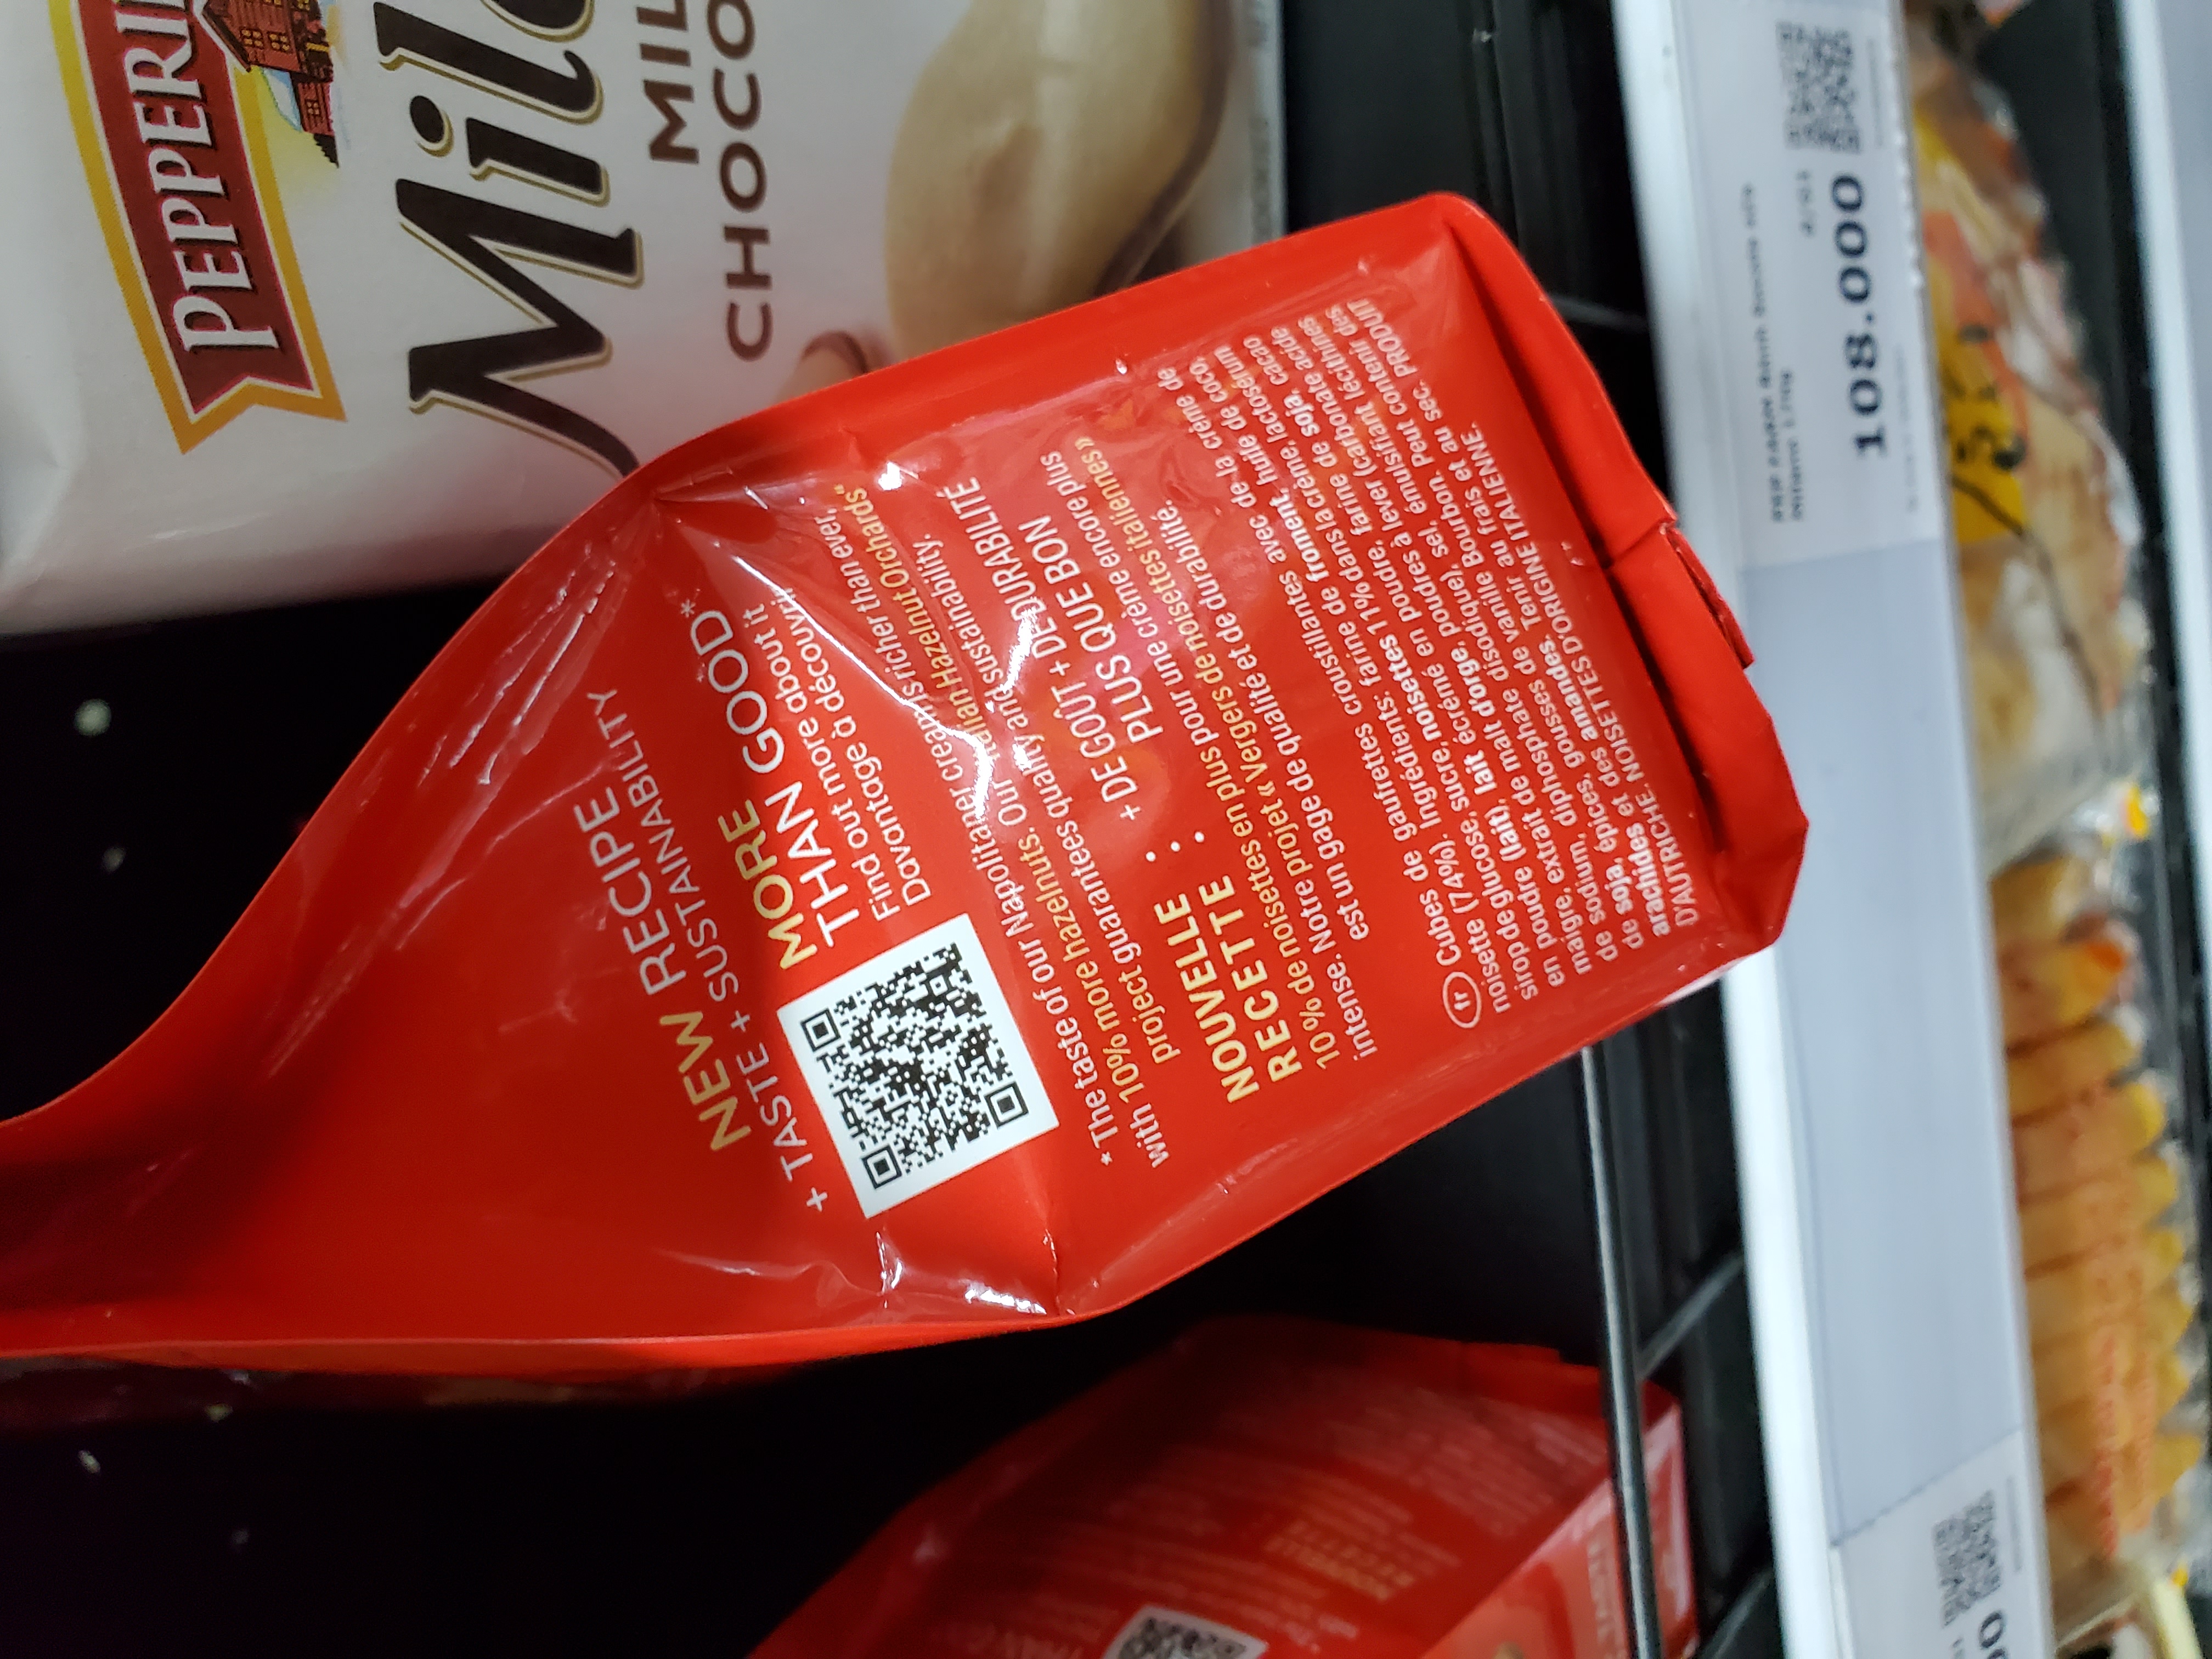 NEW RECIPE
+ TASTE + SUSTAINABILITY
MORE
THAN GOOD*
Find out more about it
Davantage à découvrir
* The taste of our Napolitaner cream is richer than ever,
with 10% more hazelnuts. Our "Italian Hazelnut Orchards"
project guarantees quality and sustainability.
NOUVELLE
RECETTE
+ DE GOÛT + DE DURABILITÉ
PLUS QUE BON
10 % de noisettes en plus pour une crème encore plus
intense. Notre projet « Vergers de noisettes italiennes »
est un gage de qualité et de durabilité.
fr Cubes de gaufrettes croustillantes avec de la crème de
noisette (74%). Ingrédients: farine de froment, huile de coco,
sirop de glucose, sucre, noisettes 11% dans la crème, lactosérum
en poudre (lait), lait écrémé en poudre, farine de soja, cacao
maigre, extrait de malt d'orge, poudres à lever (carbonate acide
de sodium, diphosphate disodique), sel, émulsifiant lécithines
de soja, épices, gousses de vanille Bourbon. Peut contenir des
arachides et des amandes. Tenir au frais et au sec. PRODUIT
D'AUTRICHE. NOISETTES D'ORIGINE ITALIENNE.
PEPPERI
Mil
MIL
CHOCO
PEP FARM Bánh Socola sữa
Milano 170g
108.000